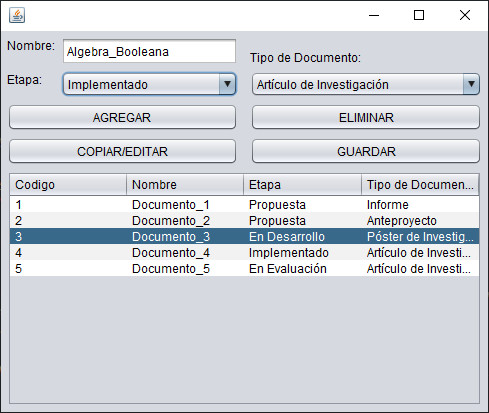 Nombre: Algebra_Booleana
Tipo de Documento:
Etapa: Implementado Artículo de Investigación
AGREGAR ELIMINAR
COPIAR/EDITAR GUARDAR
Codigo Nombre Etapa Tipo de Documen...
1 Documento_1 Propuesta Informe
2 Documento_2 Propuesta Anteproyecto
3 Documento_3 En Desarrollo Póster de Investig...
4 Documento_4 Implementado Artículo de Investi...
5 Documento_5 En Evaluación Artículo de Investi...